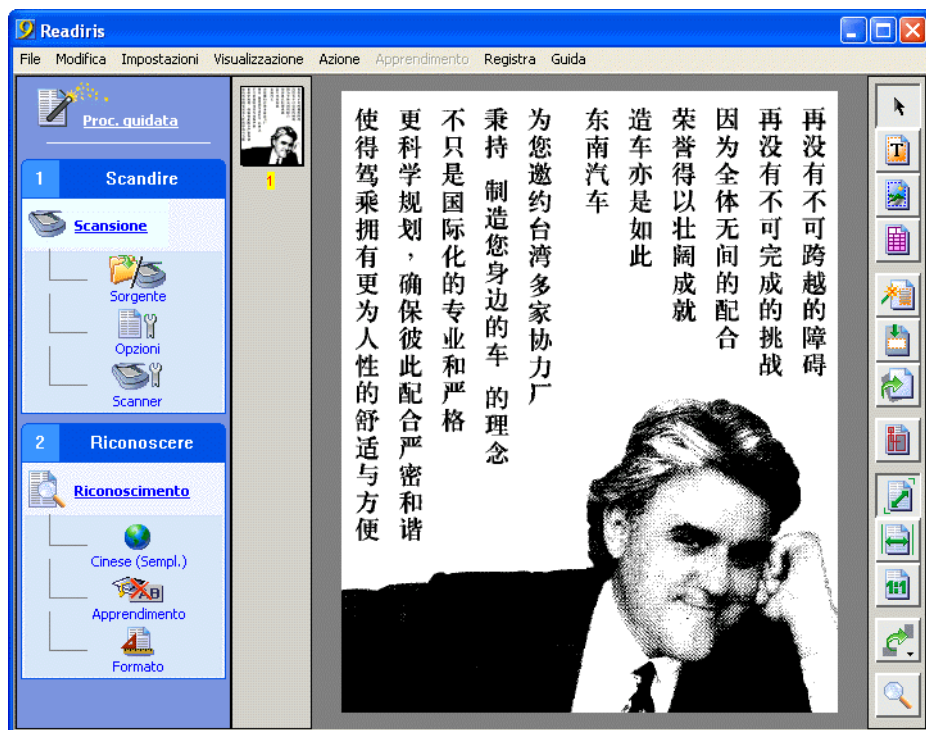 Readiris
File Modifica Impostazioni Visualizzazione Azione Apprendimento Registra Guida
Proc. guidata
1 Scandire
Scansione
Sorgente
Opzioni
Scanner
2 Riconoscere
Riconoscimento
Cinese (Sempl.)
Apprendimento
Formato
1
再没有不可跨越的障碍
再没有不可完成的挑战
因为全体无间的配合
荣誉得以壮阔成就
造车亦是如此
东南汽车
为您邀约台湾多家协力厂
秉持 制造您身边的车 的理念
不只是国际化的专业和严格
更科学规划，确保彼此配合严密和谐
使得驾乘拥有更为人性的舒适与方便
T
1:1